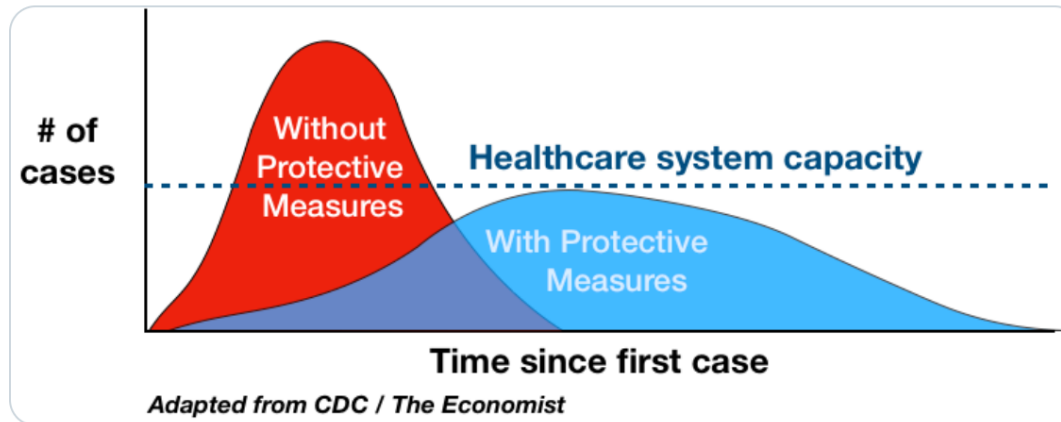 # of
cases
Without
Protective
Measures
Healthcare system capacity
With Protective
Measures
Time since first case
Adapted from CDC / The Economist